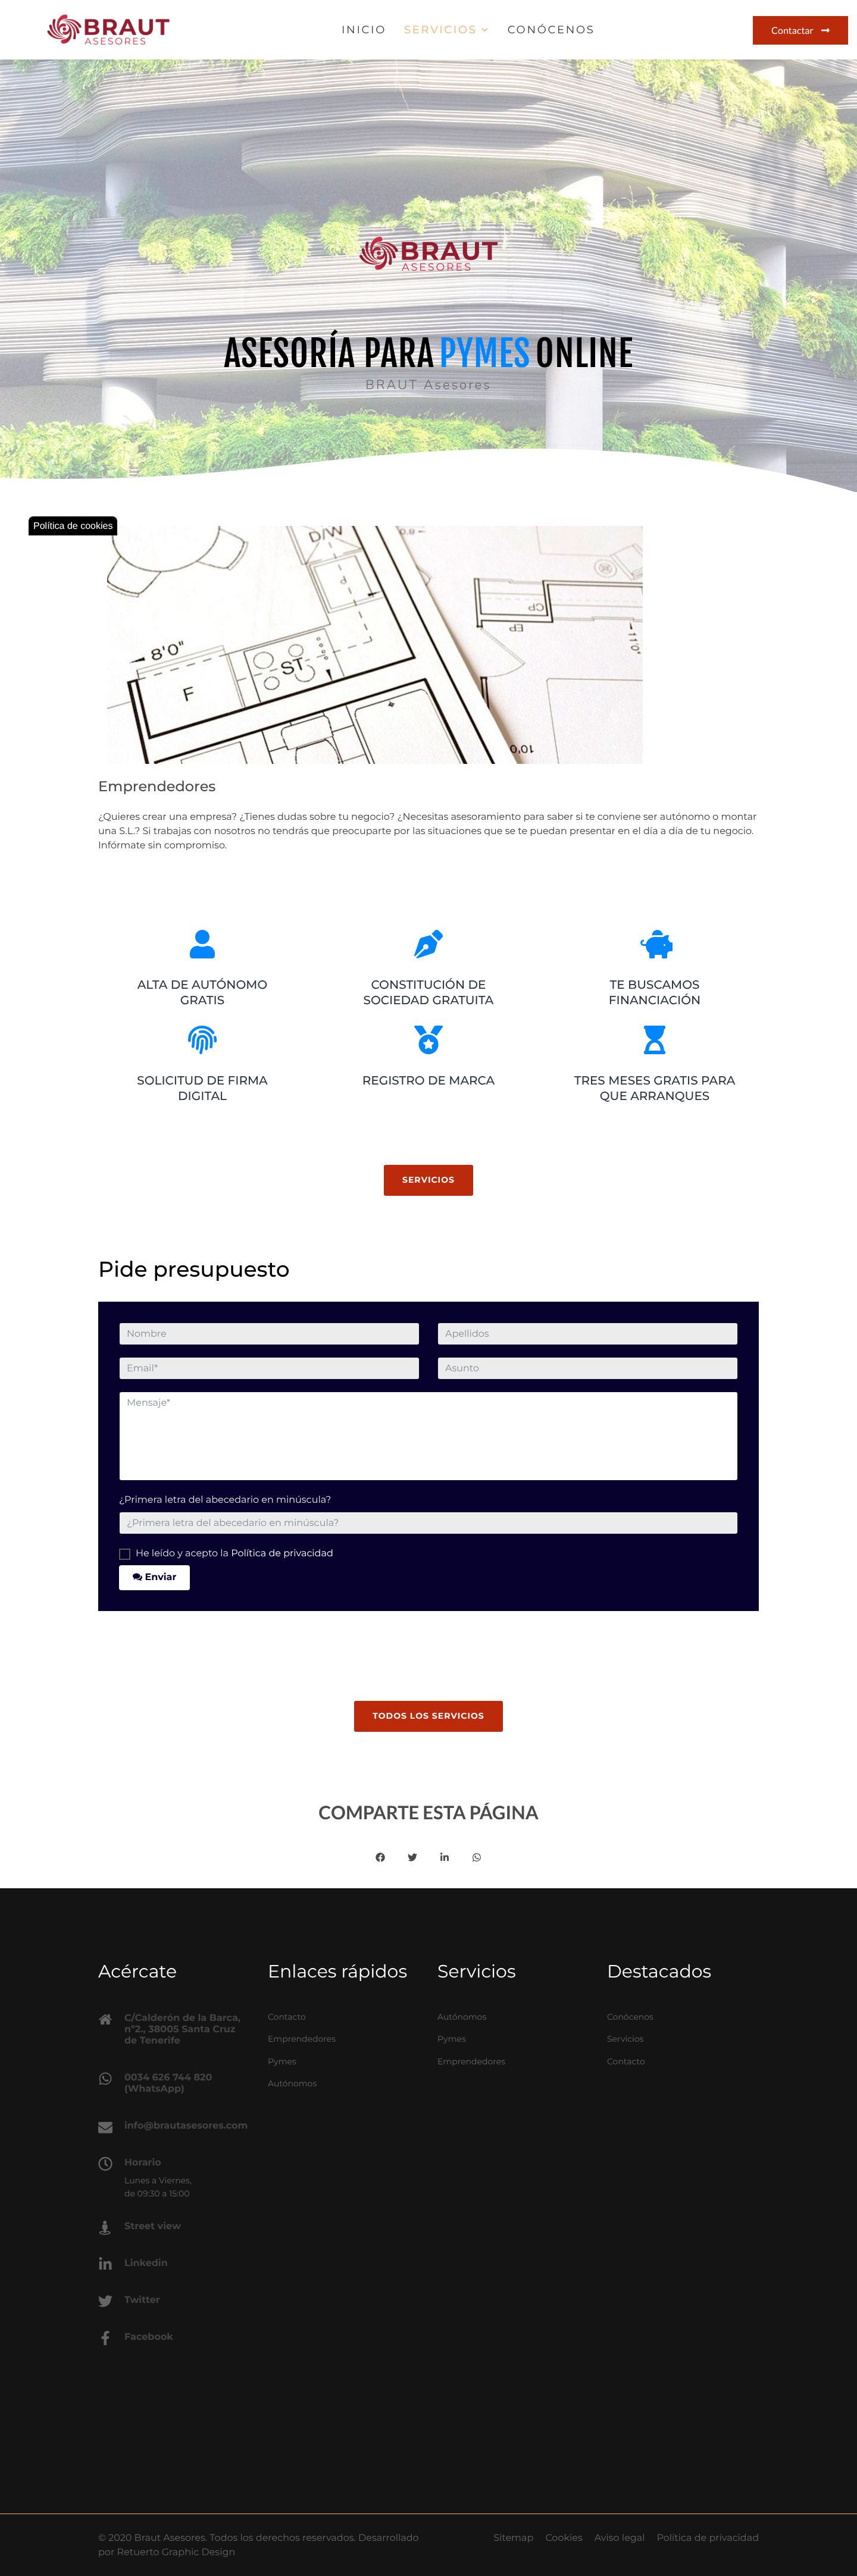 BRAUT
ASESORES
INICIO
SERVICIOS
CONÓCENOS
Contactar
BRAUT
ASESORES
ASESORÍA PARA PYMES ONLINE
BRAUT Asesores
Política de cookies
D/W
8'0"
ST
F
EP
CP
10'0
Emprendedores
¿Quieres crear una empresa? ¿Tienes dudas sobre tu negocio? ¿Necesitas asesoramiento para saber si te conviene ser autónomo o montar
una S.L.? Si trabajas con nosotros no tendrás que preocuparte por las situaciones que se te puedan presentar en el día a día de tu negocio.
Infórmate sin compromiso.
ALTA DE AUTÓNOMO
GRATIS
CONSTITUCIÓN DE
SOCIEDAD GRATUITA
TE BUSCAMOS
FINANCIACIÓN
SOLICITUD DE FIRMA
DIGITAL
REGISTRO DE MARCA
TRES MESES GRATIS PARA
QUE ARRANQUES
SERVICIOS
Pide presupuesto
Nombre
Apellidos
Email*
Asunto
Mensaje*
¿Primera letra del abecedario en minúscula?
¿Primera letra del abecedario en minúscula?
He leído y acepto la Política de privacidad
Enviar
TODOS LOS SERVICIOS
COMPARTE ESTA PÁGINA
Acércate
C/Calderón de la Barca,
nº2., 38005 Santa Cruz
de Tenerife
0034 626 744 820
(WhatsApp)
info@brautasesores.com
Horario
Lunes a Viernes,
de 09:30 a 15:00
Street view
Linkedin
Twitter
Facebook
Enlaces rápidos
Contacto
Emprendedores
Pymes
Autónomos
Servicios
Autónomos
Pymes
Emprendedores
Destacados
Conócenos
Servicios
Contacto
© 2020 Braut Asesores. Todos los derechos reservados. Desarrollado
por Retuerto Graphic Design
Sitemap
Cookies
Aviso legal
Política de privacidad